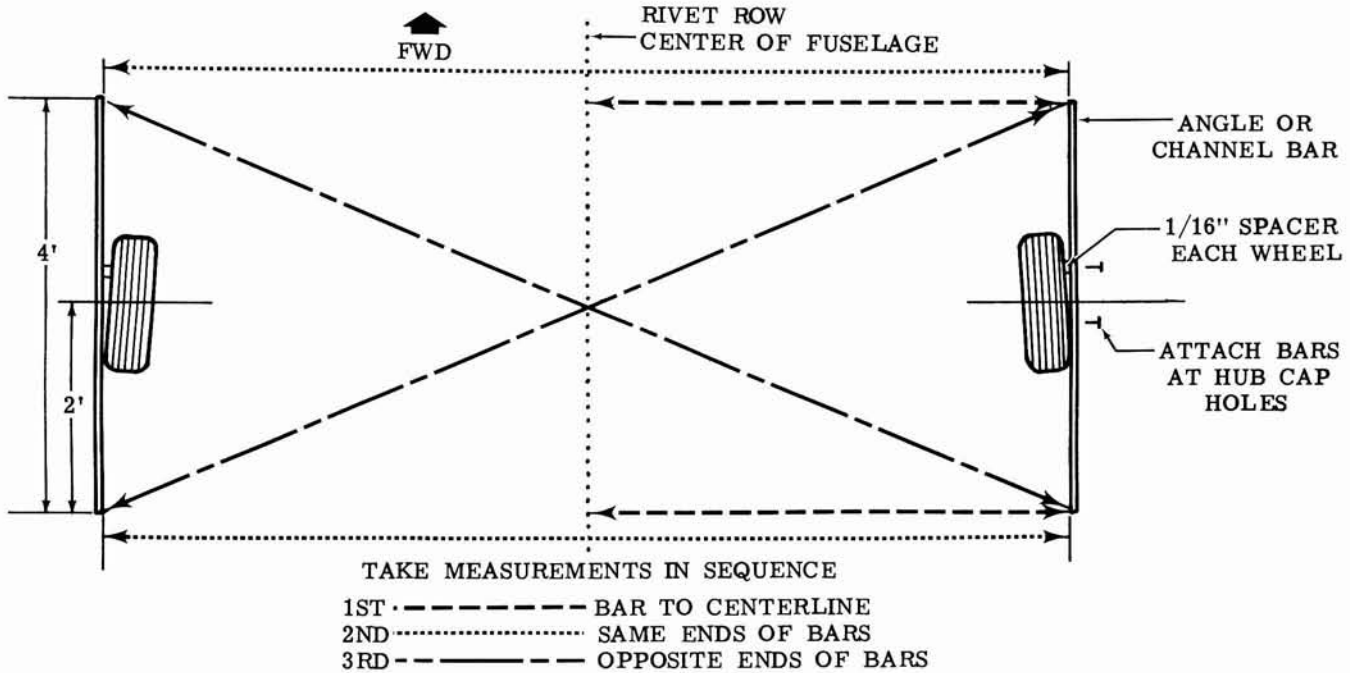 RIVET ROW
CENTER OF FUSELAGE
FWD
ANGLE OR
CHANNEL BAR
1/16" SPACER
EACH WHEEL
4'
2'
ATTACH BARS
AT HUB CAP
HOLES
TAKE MEASUREMENTS IN SEQUENCE
1ST BAR TO CENTERLINE
2ND SAME ENDS OF BARS
3RD OPPOSITE ENDS OF BARS